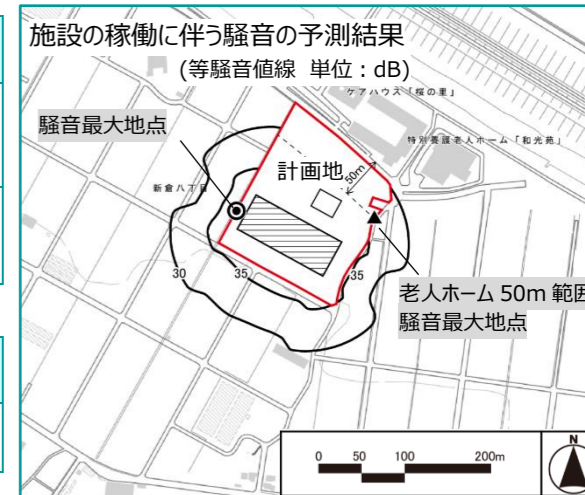 施設の稼働に伴う騒音の予測結果
(等騒音値線 単位：dB)
ケアハウス「桜の里」
騒音最大地点
特別養護老人ホーム「和光苑」
計画地
50m
新倉八丁目
30
35
35
老人ホーム 50m 範囲
騒音最大地点
0 50 100 200m
N